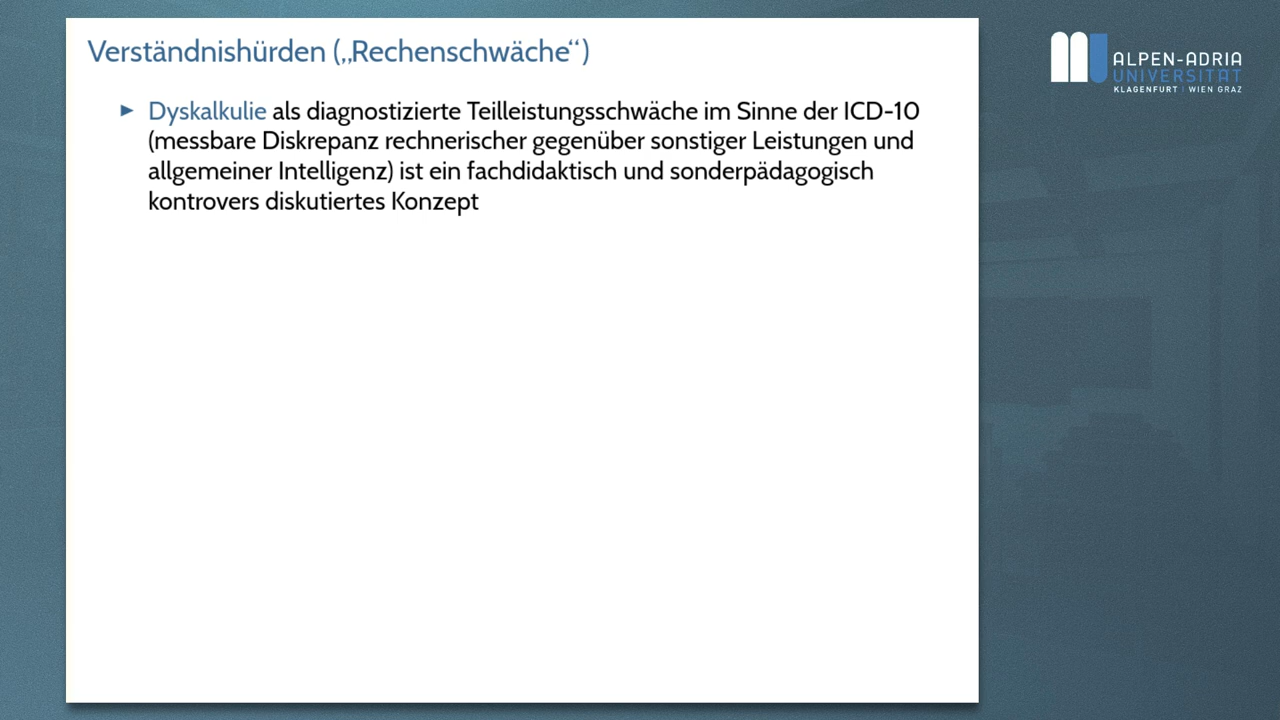 Verständnishürden („Rechenschwäche“)
► Dyskalkulie als diagnostizierte Teilleistungsschwäche im Sinne der ICD-10
(messbare Diskrepanz rechnerischer gegenüber sonstiger Leistungen und
allgemeiner Intelligenz) ist ein fachdidaktisch und sonderpädagogisch
kontrovers diskutiertes Konzept
ALPEN-ADRIA
UNIVERSITÄT
KLAGENFURT | WIEN GRAZ